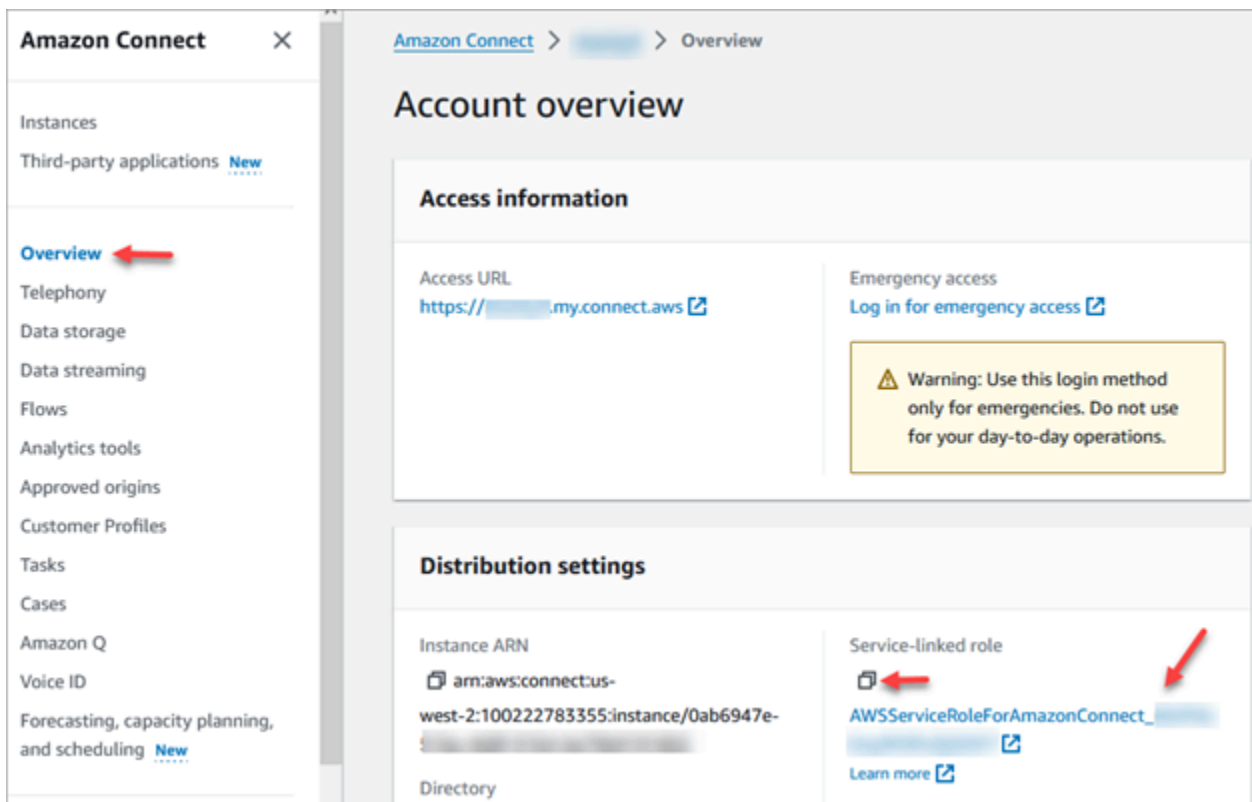 Amazon Connect
Instances
Third-party applications New
Overview
Telephony
Data storage
Data streaming
Flows
Analytics tools
Approved origins
Customer Profiles
Tasks
Cases
Amazon Q
Voice ID
Forecasting, capacity planning,
and scheduling New
Amazon Connect > > Overview
Account overview
Access information
Access URL
https:// .my.connect.aws
Emergency access
Log in for emergency access
Warning: Use this login method
only for emergencies. Do not use
for your day-to-day operations.
Distribution settings
Instance ARN
arn:aws:connect:us-
west-2:100222783355:instance/0ab6947e-
Directory
Service-linked role
AWSServiceRoleForAmazonConnect_
Learn more